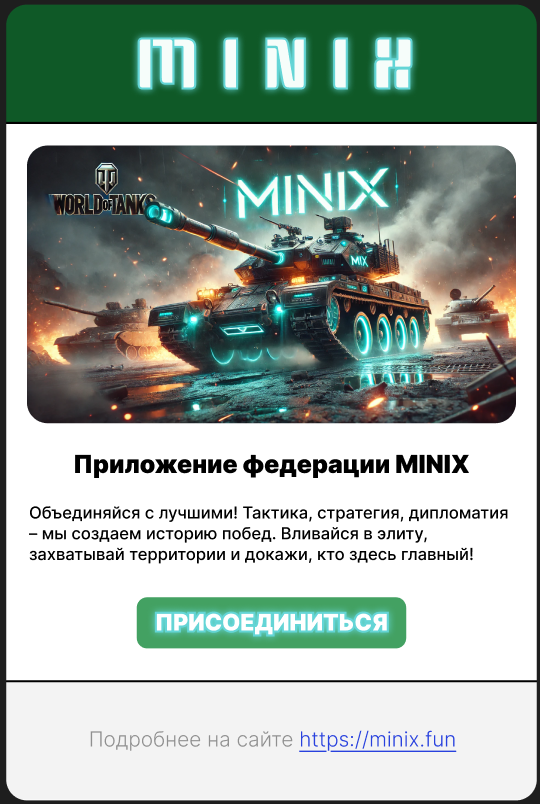 MINIX
WORLD OF TANKS
MINIX
MIX
Приложение федерации MINIX
Объединяйся с лучшими! Тактика, стратегия, дипломатия
– мы создаем историю побед. Вливайся в элиту,
захватывай территории и докажи, кто здесь главный!
ПРИСОЕДИНИТЬСЯ
Подробнее на сайте https://minix.fun